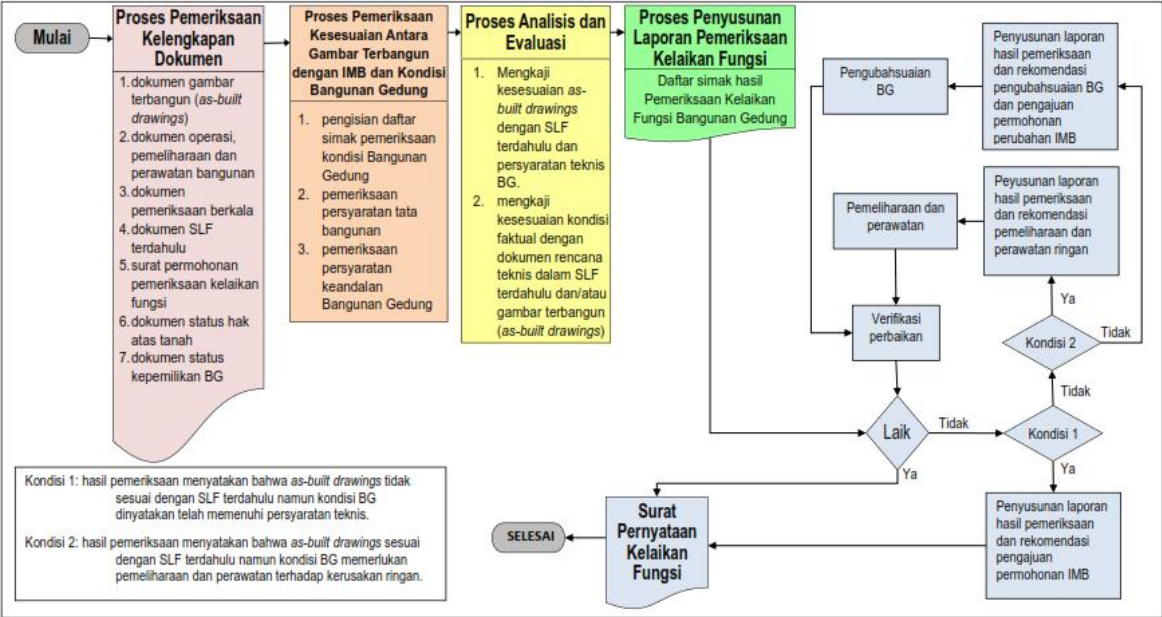 Mulai
Proses Pemeriksaan
Kelengkapan
Dokumen
1.dokumen gambar
terbangun (as-built
drawings)
2.dokumen operasi,
pemeliharaan dan
perawatan bangunan
3.dokumen
pemeriksaan berkala
4.dokumen SLF
terdahulu
5.surat permohonan
pemeriksaan kelaikan
fungsi
6.dokumen status hak
atas tanah
7.dokumen status
kepemilikan BG
Proses Pemeriksaan
Kesesuaian Antara
Gambar Terbangun
dengan IMB dan Kondisi
Bangunan Gedung
1. pengisian daftar
simak pemeriksaan
kondisi Bangunan
Gedung
2. pemeriksaan
persyaratan tata
bangunan
3. pemeriksaan
persyaratan
keandalan
Bangunan Gedung
Proses Analisis dan
Evaluasi
1. Mengkaji
kesesuaian as-
built drawings
dengan SLF
terdahulu dan
persyaratan teknis
BG.
2. mengkaji
kesesuaian kondisi
faktual dengan
dokumen rencana
teknis dalam SLF
terdahulu dan/atau
gambar terbangun
(as-built drawings)
Proses Penyusunan
Laporan Pemeriksaan
Kelaikan Fungsi
Daftar simak hasil
Pemeriksaan Kelaikan
Fungsi Bangunan Gedung
Pengubahsuaian
BG
Penyusunan laporan
hasil pemeriksaan
dan rekomendasi
pengubahsuaian BG
dan pengajuan
permohonan
perubahan IMB
Pemeliharaan dan
perawatan
Peyusunan laporan
hasil pemeriksaan
dan rekomendasi
pemeliharaan dan
perawatan ringan
Ya
Verifikasi
perbaikan
Kondisi 2
Tidak
Tidak
Laik
Tidak
Kondisi 1
Ya
Ya
Kondisi 1: hasil pemeriksaan menyatakan bahwa as-built drawings tidak
sesuai dengan SLF terdahulu namun kondisi BG
dinyatakan telah memenuhi persyaratan teknis.
Kondisi 2: hasil pemeriksaan menyatakan bahwa as-built drawings sesuai
dengan SLF terdahulu namun kondisi BG memerlukan
pemeliharaan dan perawatan terhadap kerusakan ringan.
SELESAI
Surat
Pernyataan
Kelaikan
Fungsi
Penyusunan laporan
hasil pemeriksaan
dan rekomendasi
pengajuan
permohonan IMB